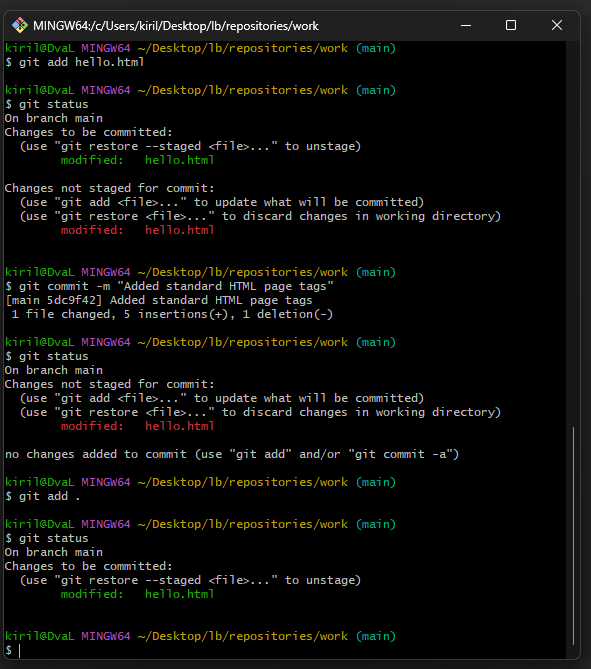 MINGW64:/c/Users/kiril/Desktop/lb/repositories/work
kiril@DvaL MINGW64 ~/Desktop/lb/repositories/work (main)
$ git add hello.html
kiril@DvaL MINGW64 ~/Desktop/lb/repositories/work (main)
$ git status
On branch main
Changes to be committed:
(use "git restore --staged <file>..." to unstage)
modified: hello.html
Changes not staged for commit:
(use "git add <file>..." to update what will be committed)
(use "git restore <file>..." to discard changes in working directory)
modified: hello.html
kiril@DvaL MINGW64 ~/Desktop/lb/repositories/work (main)
$ git commit -m "Added standard HTML page tags"
[main 5dc9f42] Added standard HTML page tags
1 file changed, 5 insertions(+), 1 deletion(-)
kiril@DvaL MINGW64 ~/Desktop/lb/repositories/work (main)
$ git status
On branch main
Changes not staged for commit:
(use "git add <file>..." to update what will be committed)
(use "git restore <file>..." to discard changes in working directory)
modified: hello.html
no changes added to commit (use "git add" and/or "git commit -a")
kiril@DvaL MINGW64 ~/Desktop/lb/repositories/work (main)
$ git add .
kiril@DvaL MINGW64 ~/Desktop/lb/repositories/work (main)
$ git status
On branch main
Changes to be committed:
(use "git restore --staged <file>..." to unstage)
modified: hello.html
kiril@DvaL MINGW64 ~/Desktop/lb/repositories/work (main)
$